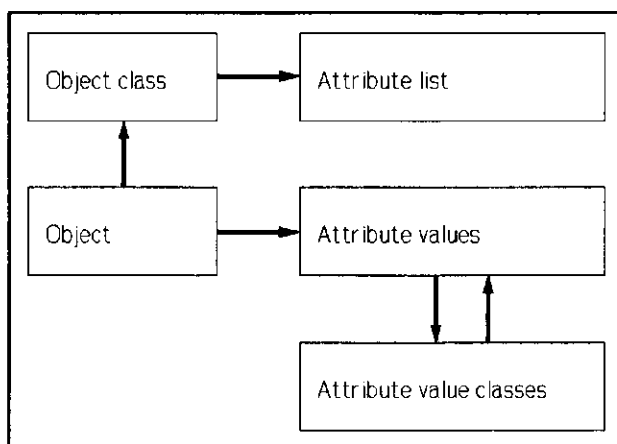 Object class
Attribute list
Object
Attribute values
Attribute value classes